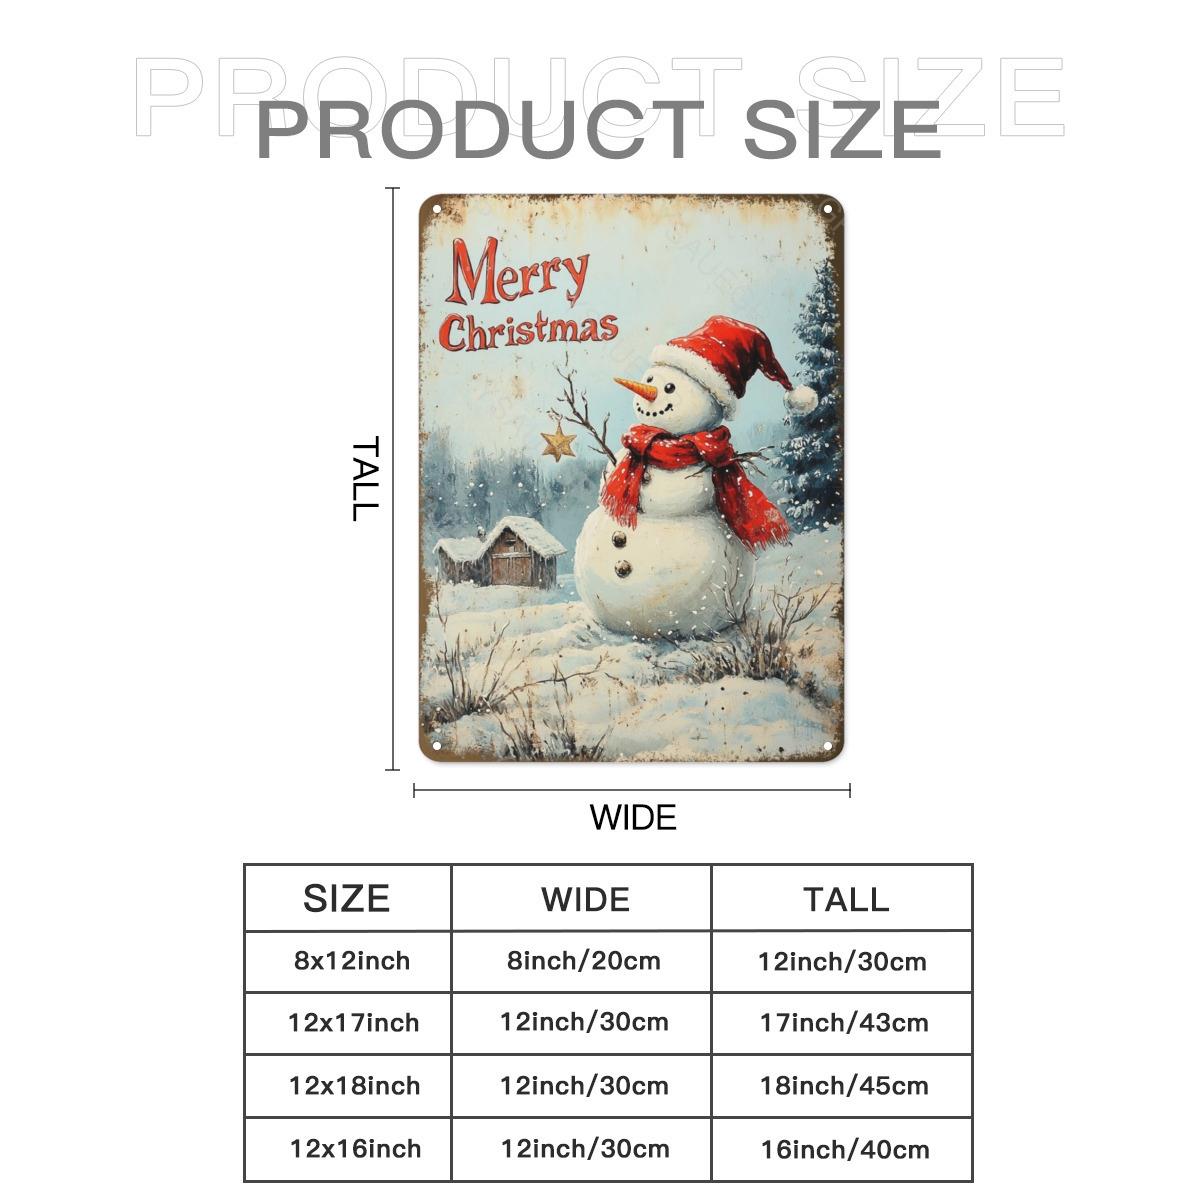 PRODUCT SIZE
PRODUCT SIZE
Merry
Christmas
TALL
WIDE
SIZE WIDE TALL
8x12inch 8inch/20cm 12inch/30cm
12x17inch 12inch/30cm 17inch/43cm
12x18inch 12inch/30cm 18inch/45cm
12x16inch 12inch/30cm 16inch/40cm